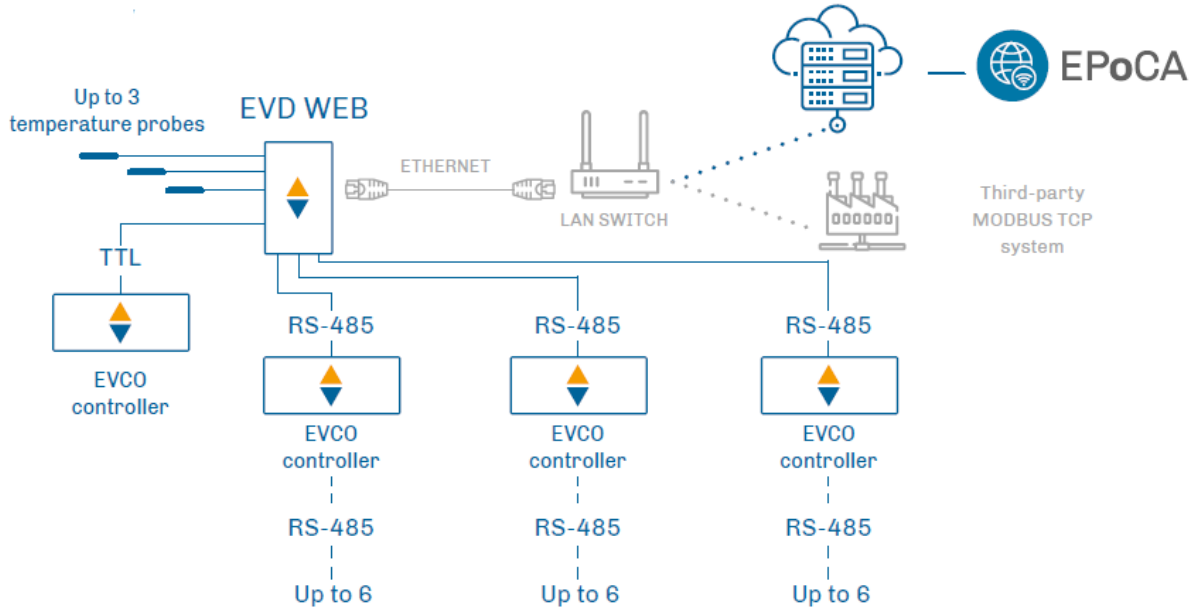 EPoCA
Up to 3
temperature probes
EVD WEB
ETHERNET
LAN SWITCH
Third-party
MODBUS TCP
system
TTL
EVCO
controller
RS-485
RS-485
RS-485
EVCO
controller
EVCO
controller
EVCO
controller
RS-485
RS-485
RS-485
Up to 6
Up to 6
Up to 6